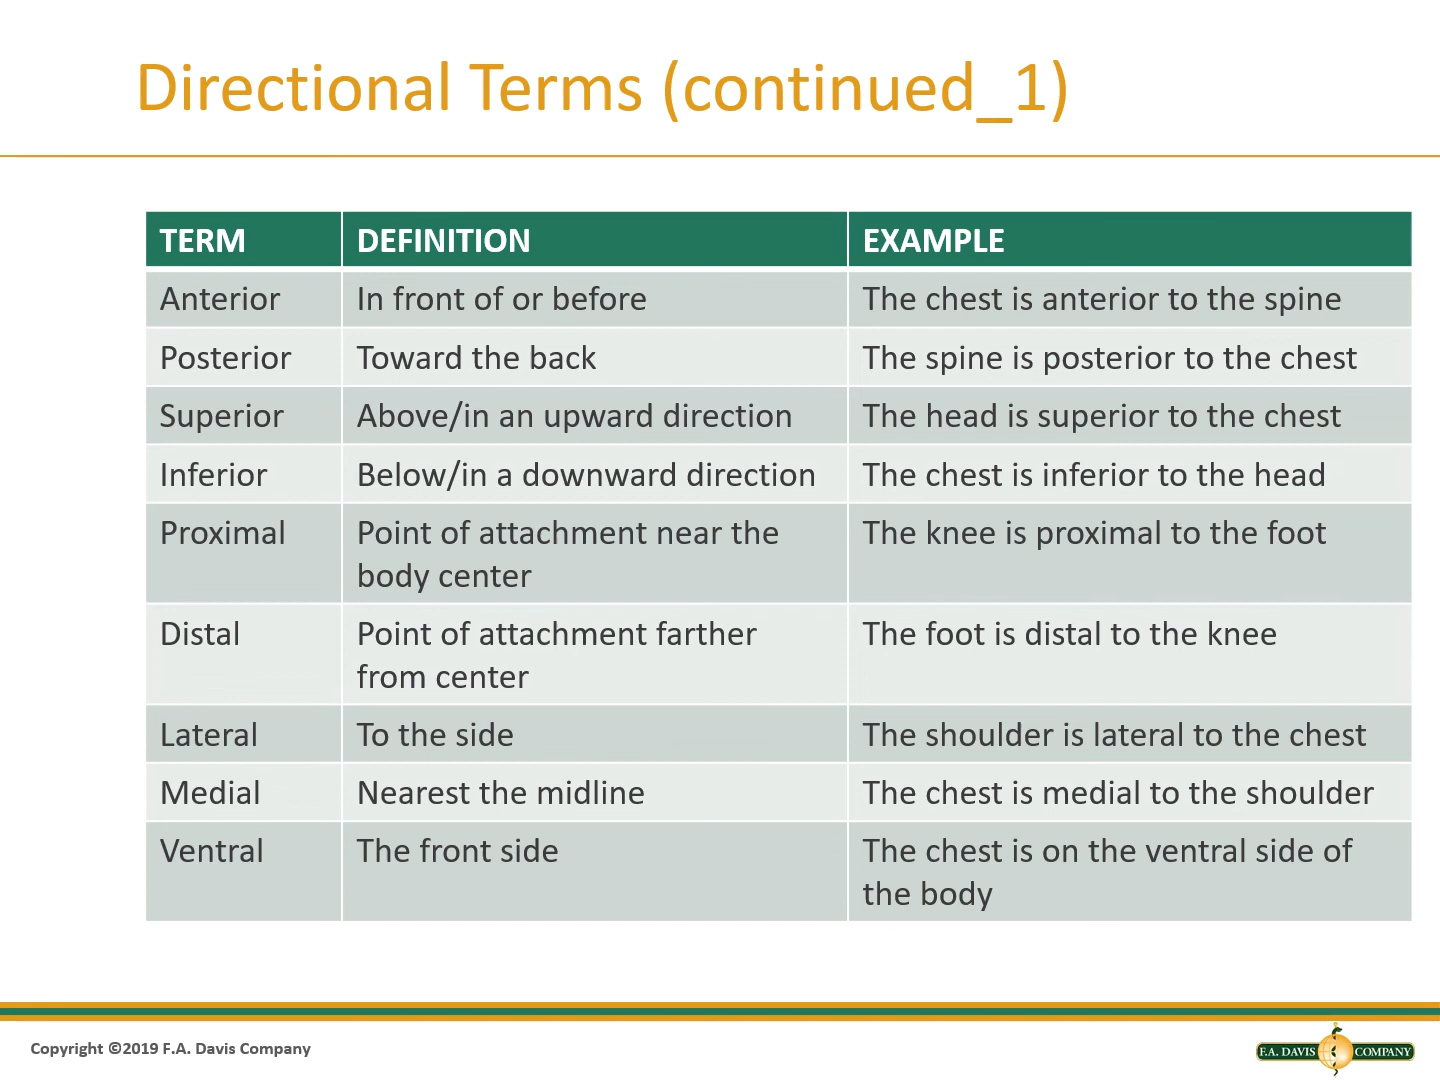 Directional Terms (continued_1)
TERM DEFINITION EXAMPLE
Anterior In front of or before The chest is anterior to the spine
Posterior Toward the back The spine is posterior to the chest
Superior Above/in an upward direction The head is superior to the chest
Inferior Below/in a downward direction The chest is inferior to the head
Proximal Point of attachment near the The knee is proximal to the foot
body center
Distal Point of attachment farther The foot is distal to the knee
from center
Lateral To the side The shoulder is lateral to the chest
Medial Nearest the midline The chest is medial to the shoulder
Ventral The front side The chest is on the ventral side of
the body
Copyright ©2019 F.A. Davis Company
F.A. DAVIS COMPANY